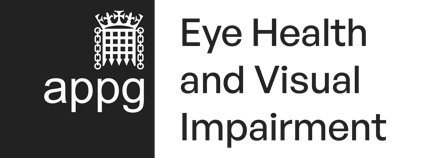 appg
Eye Health
and Visual
Impairment